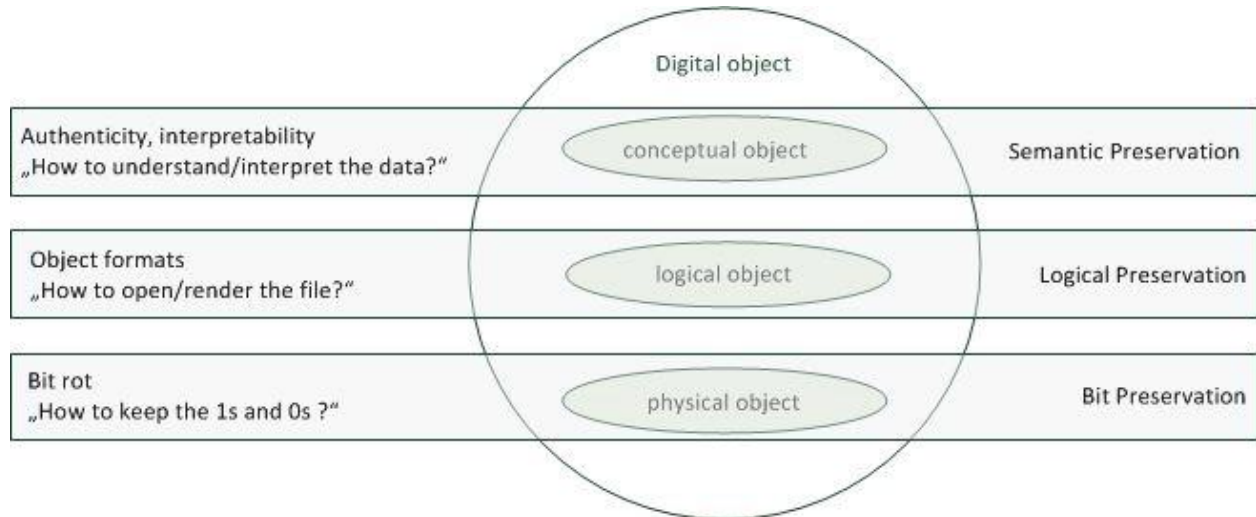 Digital object
Authenticity, interpretability
„How to understand/interpret the data?“
conceptual object
Semantic Preservation
Object formats
„How to open/render the file?“
logical object
Logical Preservation
Bit rot
„How to keep the 1s and 0s ?“
physical object
Bit Preservation